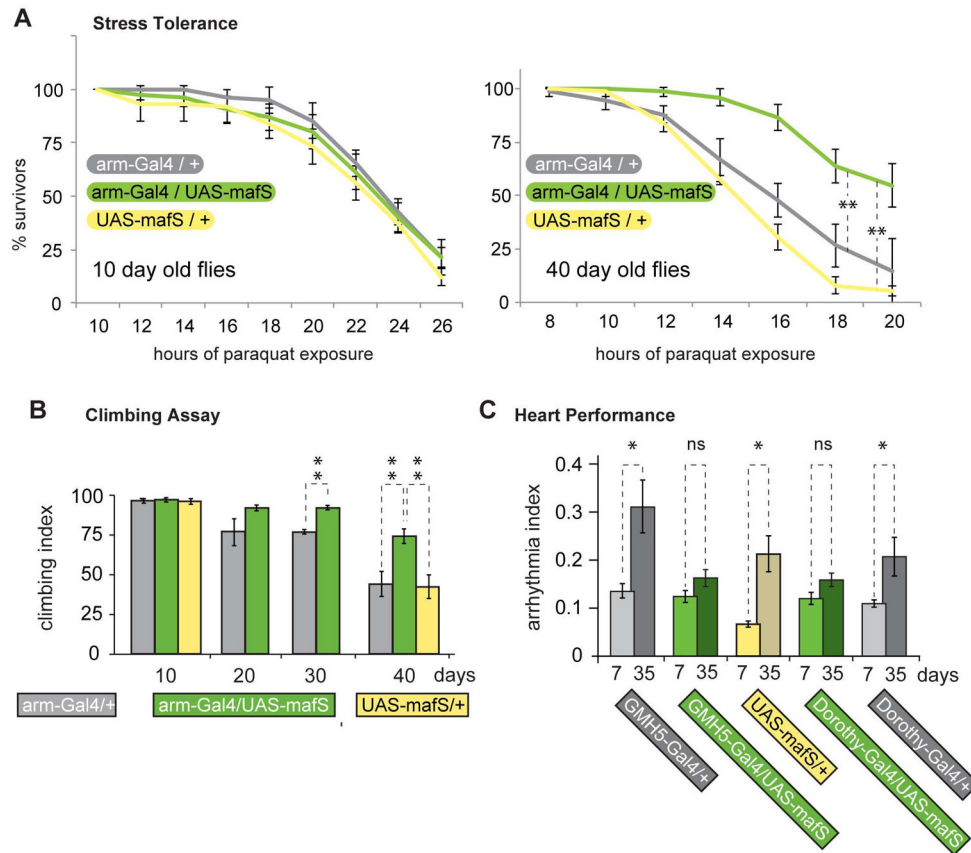 A Stress Tolerance
100
75
50
25
0
% survivors
arm-Gal4 / +
arm-Gal4 / UAS-mafS
UAS-mafS / +
10 day old flies
10 12 14 16 18 20 22 24 26
hours of paraquat exposure
100
75
50
25
0
arm-Gal4 / +
arm-Gal4 / UAS-mafS
UAS-mafS / +
**
**
40 day old flies
8 10 12 14 16 18 20
hours of paraquat exposure
B Climbing Assay
climbing index
100
75
50
25
0
**
**
**
10 20 30 40 days
arm-Gal4/+ arm-Gal4/UAS-mafS UAS-mafS/+
C Heart Performance
arrhythmia index
0.4
0.3
0.2
0.1
0
* ns * ns *
7 35 7 35 7 35 7 35 7 35 days
GMH5-Gal4/+
GMH5-Gal4/UAS-mafS
UAS-mafS/+
Dorothy-Gal4/UAS-mafS
Dorothy-Gal4/+